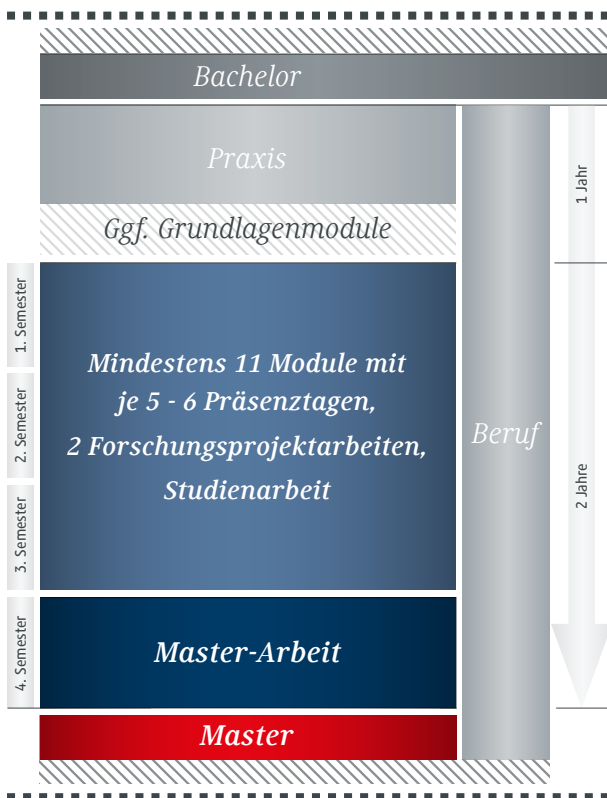 Bachelor
Praxis
1 Jahr
Ggf. Grundlagenmodule
1. Semester
2. Semester
3. Semester
4. Semester
Mindestens 11 Module mit
je 5 - 6 Präsenztagen,
2 Forschungsprojektarbeiten,
Studienarbeit
Beruf
2 Jahre
Master-Arbeit
Master